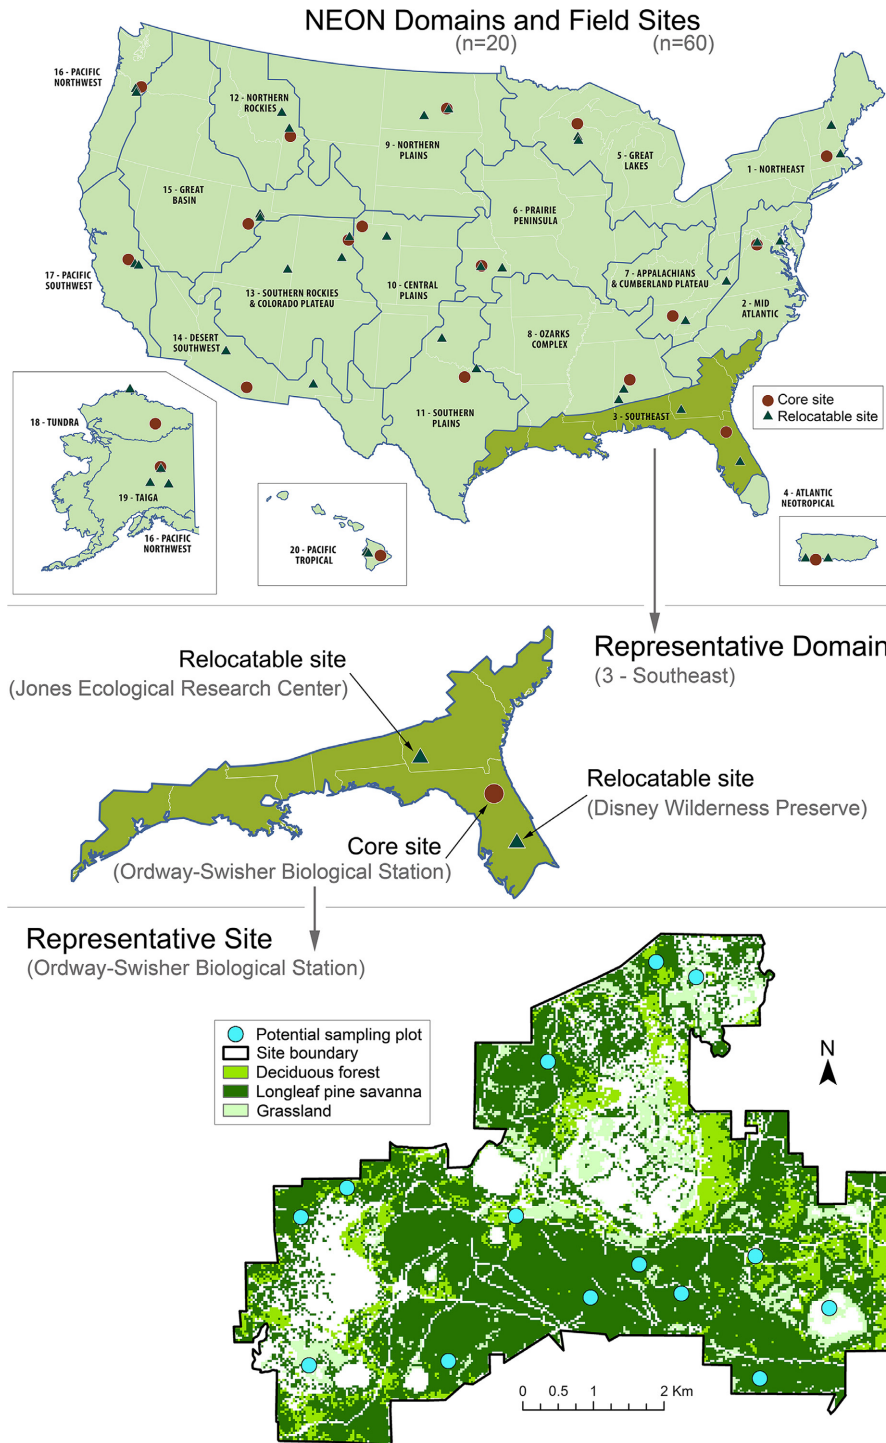 NEON Domains and Field Sites
(n=20) (n=60)
16 - PACIFIC
NORTHWEST
12 - NORTHERN
ROCKIES
9 - NORTHERN
PLAINS
5 - GREAT
LAKES
1 - NORTHEAST
15 - GREAT
BASIN
6 - PRAIRIE
PENINSULA
17 - PACIFIC
SOUTHWEST
13 - SOUTHERN ROCKIES
& COLORADO PLATEAU
10 - CENTRAL
PLAINS
7 - APPALACHIANS
& CUMBERLAND PLATEAU
2 - MID
ATLANTIC
14 - DESERT
SOUTHWEST
8 - OZARKS
COMPLEX
11 - SOUTHERN
PLAINS
3 - SOUTHEAST
Core site
Relocatable site
18 - TUNDRA
19 - TAIGA
16 - PACIFIC
NORTHWEST
20 - PACIFIC
TROPICAL
4 - ATLANTIC
NEOTROPICAL
Representative Domain
(3 - Southeast)
Relocatable site
(Jones Ecological Research Center)
Relocatable site
(Disney Wilderness Preserve)
Core site
(Ordway-Swisher Biological Station)
Representative Site
(Ordway-Swisher Biological Station)
Potential sampling plot
Site boundary
Deciduous forest
Longleaf pine savanna
Grassland
N
0 0.5 1 2 Km